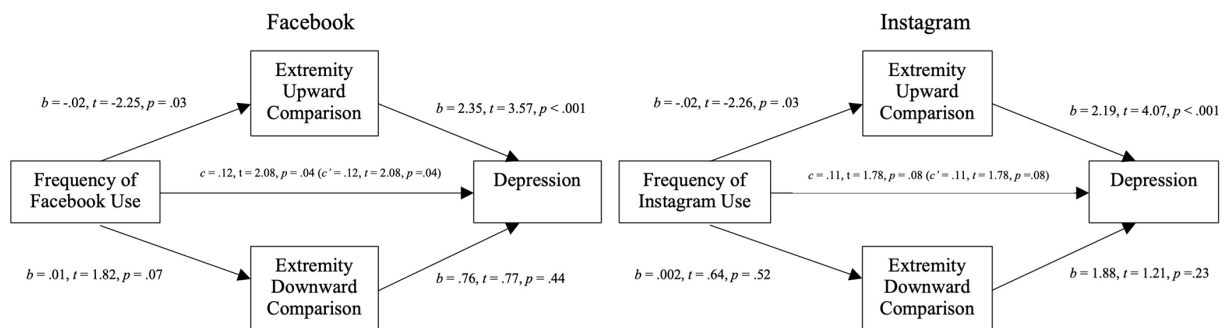 Facebook
Extremity
Upward
Comparison
b = -.02, t = -2.25, p = .03
b = 2.35, t = 3.57, p < .001
Frequency of
Facebook Use
c = .12, t = 2.08, p = .04 (c’ = .12, t = 2.08, p =.04)
Depression
b = .01, t = 1.82, p = .07
Extremity
Downward
Comparison
b = .76, t = .77, p = .44
Instagram
Extremity
Upward
Comparison
b = -.02, t = -2.26, p = .03
b = 2.19, t = 4.07, p < .001
Frequency of
Instagram Use
c = .11, t = 1.78, p = .08 (c’ = .11, t = 1.78, p =.08)
Depression
b = .002, t = .64, p = .52
Extremity
Downward
Comparison
b = 1.88, t = 1.21, p =.23